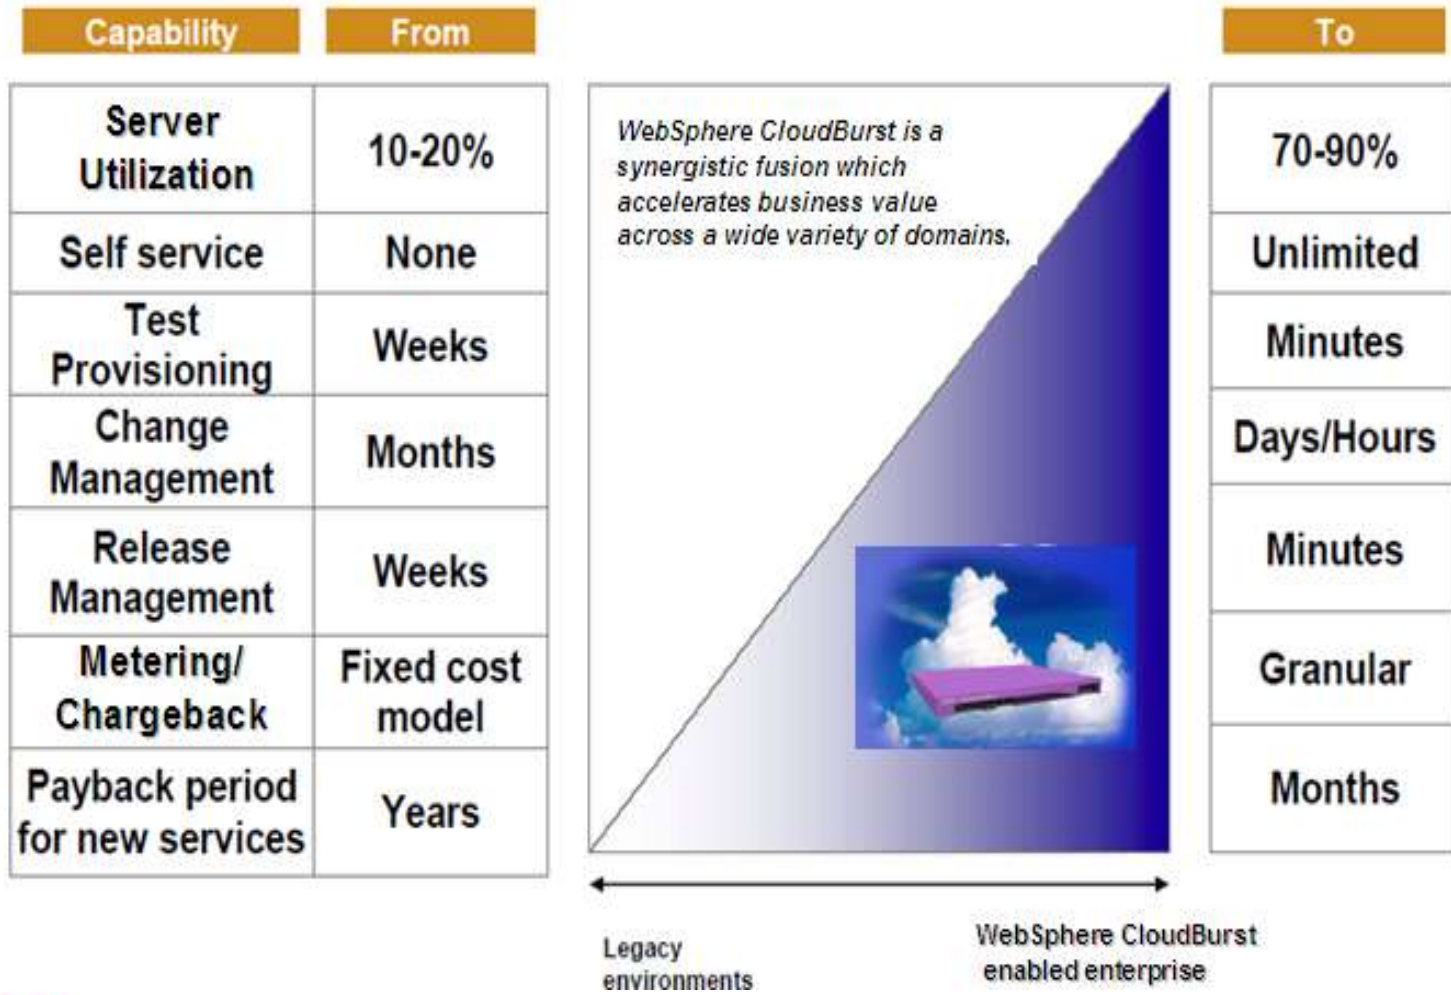 Capability
From
To
Server
Utilization
10-20%
70-90%
Self service
None
Unlimited
Test
Provisioning
Weeks
Minutes
Change
Management
Months
Days/Hours
Release
Management
Weeks
Minutes
Metering/
Chargeback
Fixed cost
model
Granular
Payback period
for new services
Years
Months
WebSphere CloudBurst is a
synergistic fusion which
accelerates business value
across a wide variety of domains.
Legacy
environments
WebSphere CloudBurst
enabled enterprise